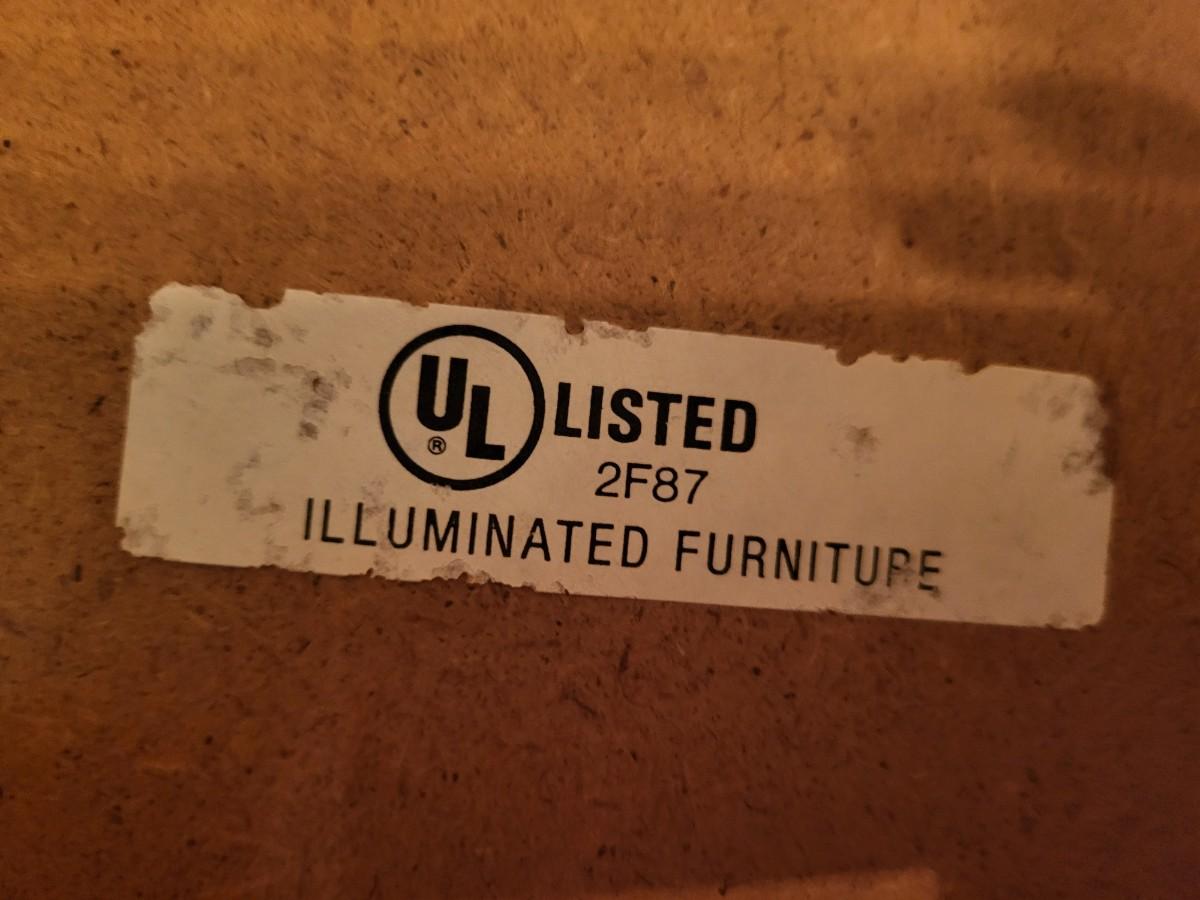 UL® LISTED
2F87
ILLUMINATED FURNITURE